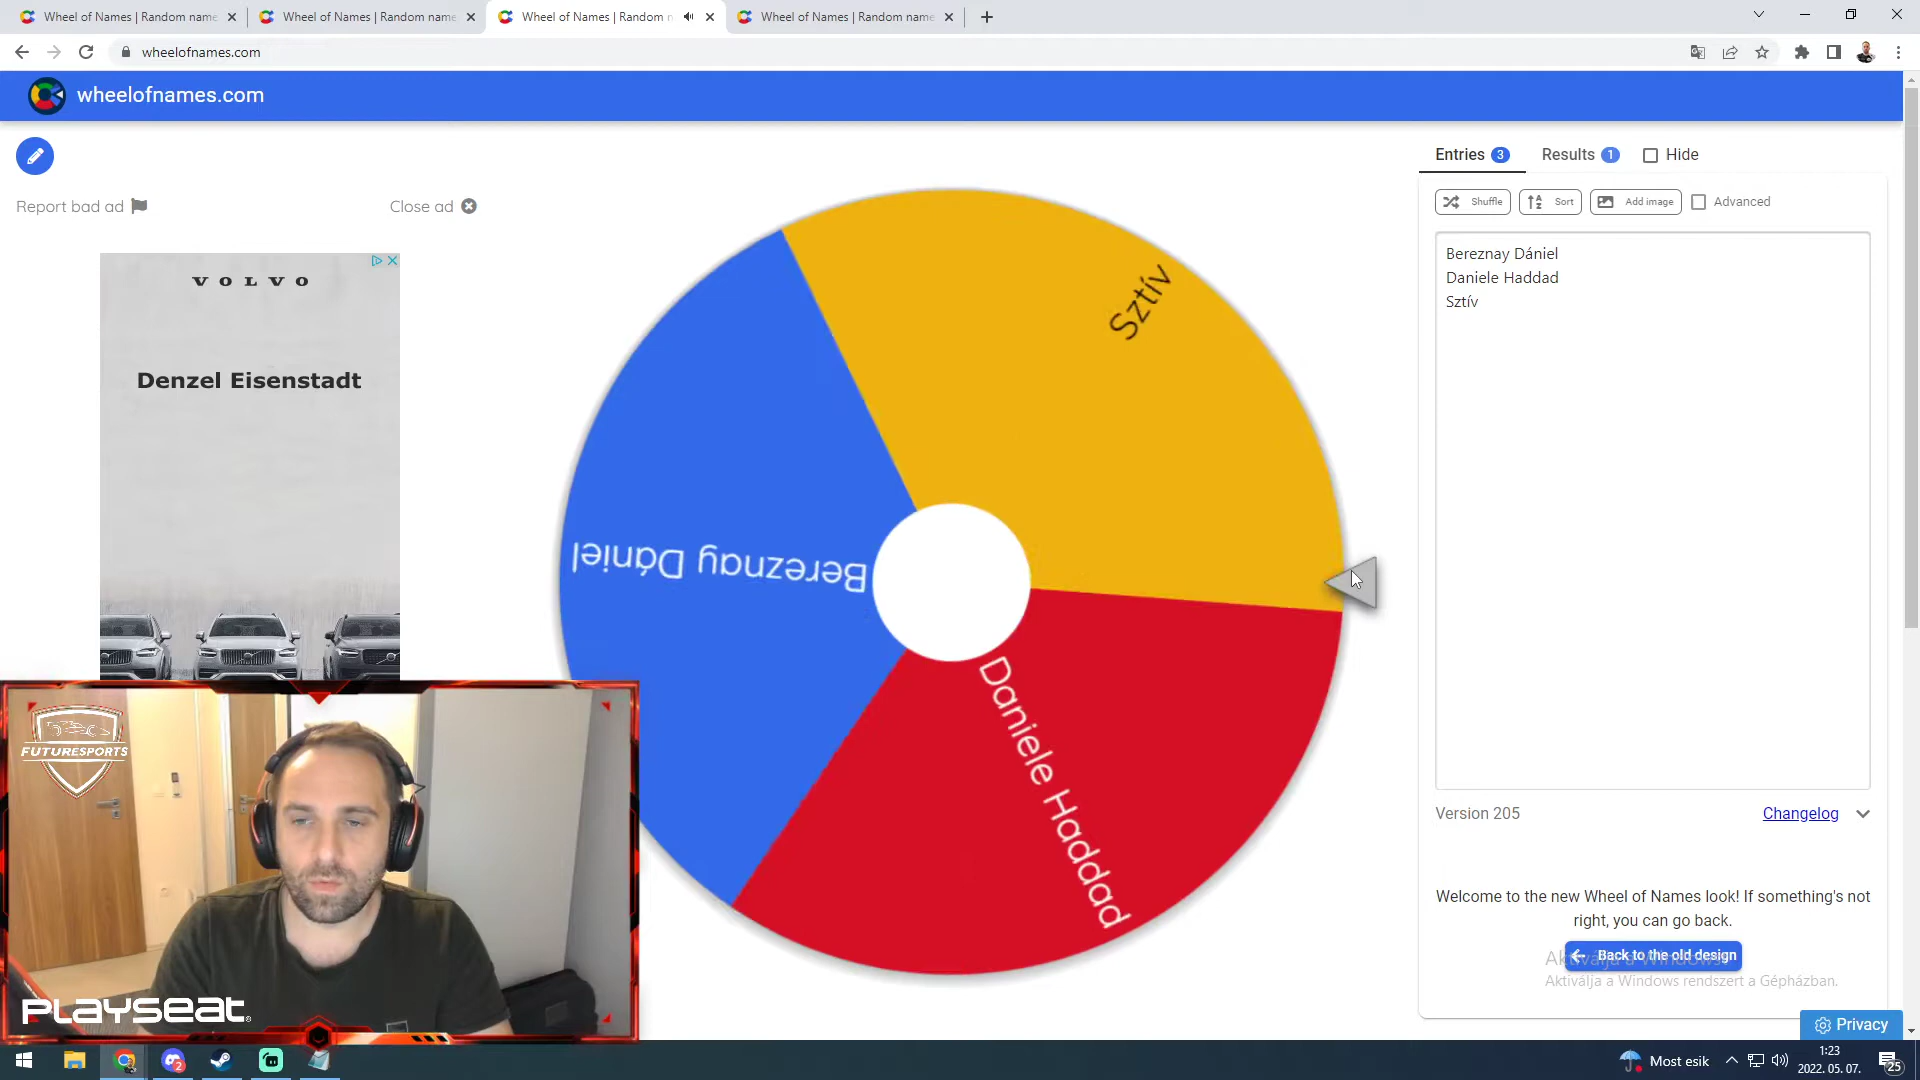 Wheel of Names | Random name
Wheel of Names | Random name
Wheel of Names | Random n
Wheel of Names | Random name
wheelofnames.com
wheelofnames.com
Report bad ad
Close ad
VOLVO
Denzel Eisenstadt
Sztív
Bereznay Dániel
Daniele Haddad
Entries 3
Results 1
Hide
Shuffle
Sort
Add image
Advanced
Bereznay Dániel
Daniele Haddad
Sztív
Version 205
Changelog
Welcome to the new Wheel of Names look! If something's not
right, you can go back.
Back to the old design
Aktiválja a Windows
Aktiválja a Windows rendszert a Gépházban.
Privacy
FUTURESPORTS
PLAYSEAT
2
Most esik
1:23
2022. 05. 07.
25